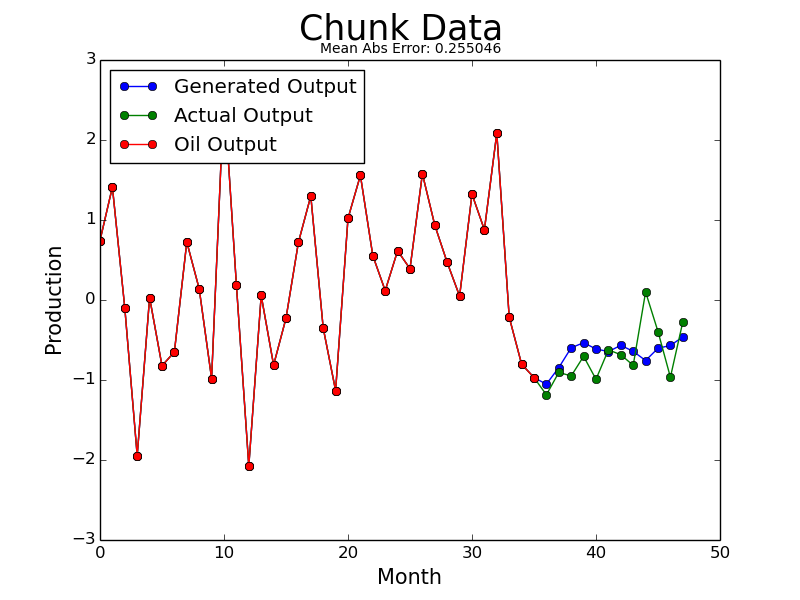 Chunk Data
Mean Abs Error: 0.255046
Generated Output
Actual Output
Oil Output
3
2
1
0
−1
−2
−3
Production
0 10 20 30 40 50
Month